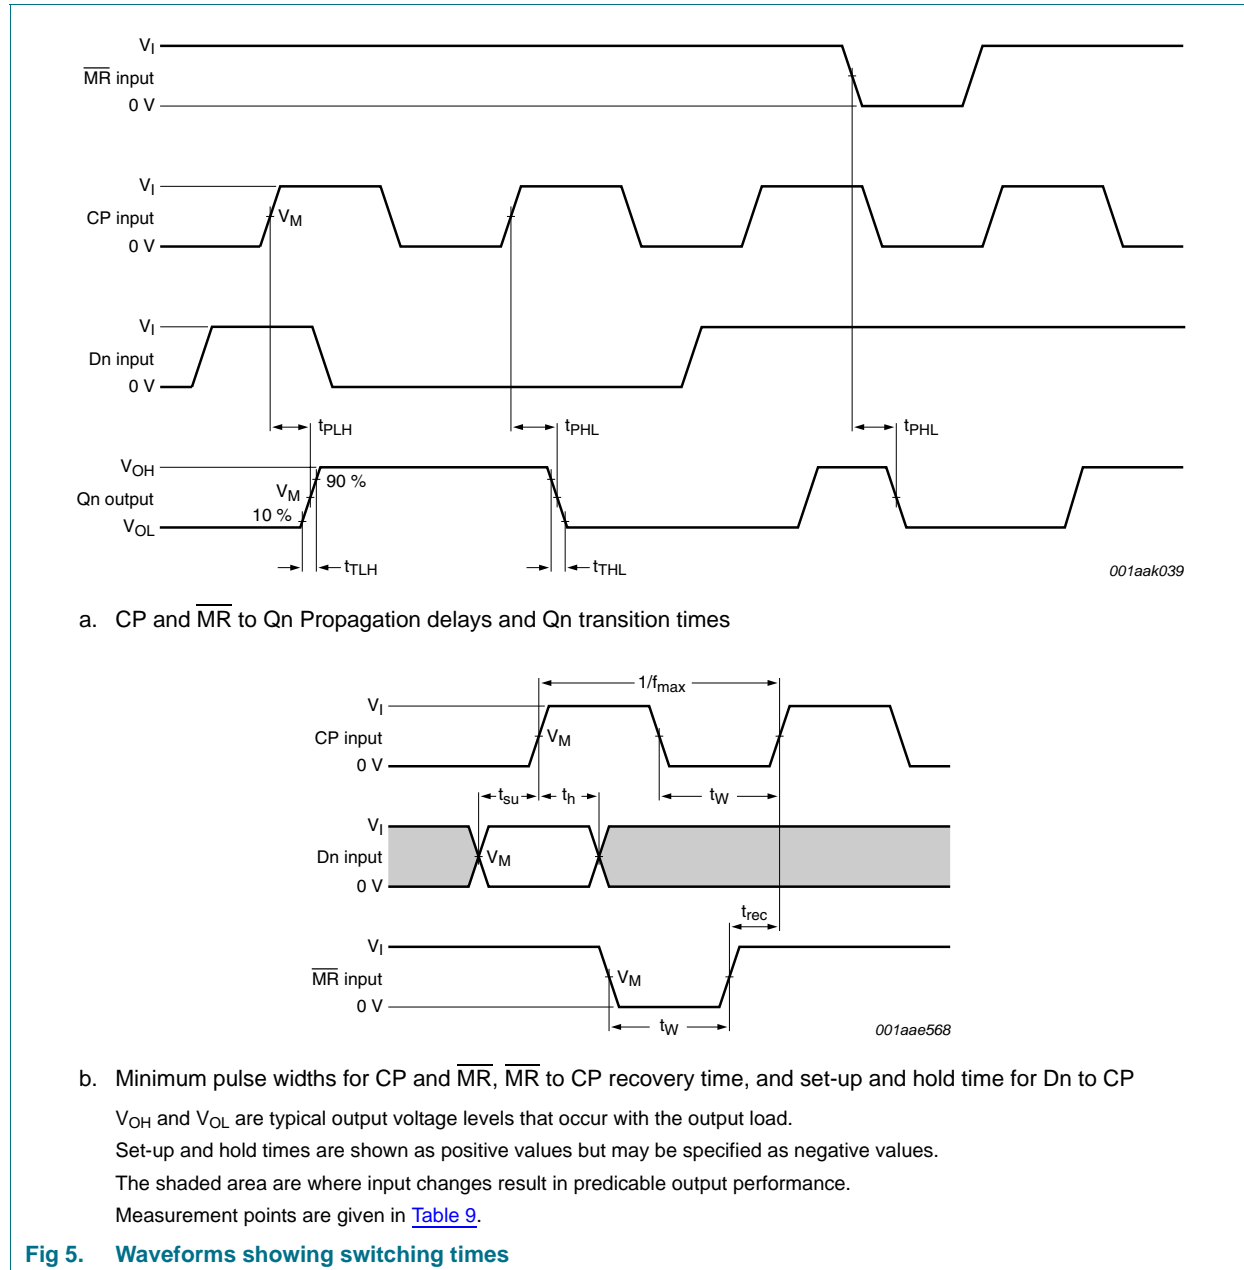 VI
MR input
0 V
VI
CP input
VM
0 V
VI
Dn input
0 V
tPLH
tPHL
tPHL
VOH
90 %
VM
Qn output
10 %
VOL
tTLH
tTHL
001aak039
a. CP and MR to Qn Propagation delays and Qn transition times
1/fmax
VI
CP input
VM
0 V
tsu
th
tW
VI
Dn input
VM
0 V
trec
VI
MR input
VM
0 V
tW
001aae568
b. Minimum pulse widths for CP and MR, MR to CP recovery time, and set-up and hold time for Dn to CP
VOH and VOL are typical output voltage levels that occur with the output load.
Set-up and hold times are shown as positive values but may be specified as negative values.
The shaded area are where input changes result in predicable output performance.
Measurement points are given in Table 9.
Fig 5. Waveforms showing switching times